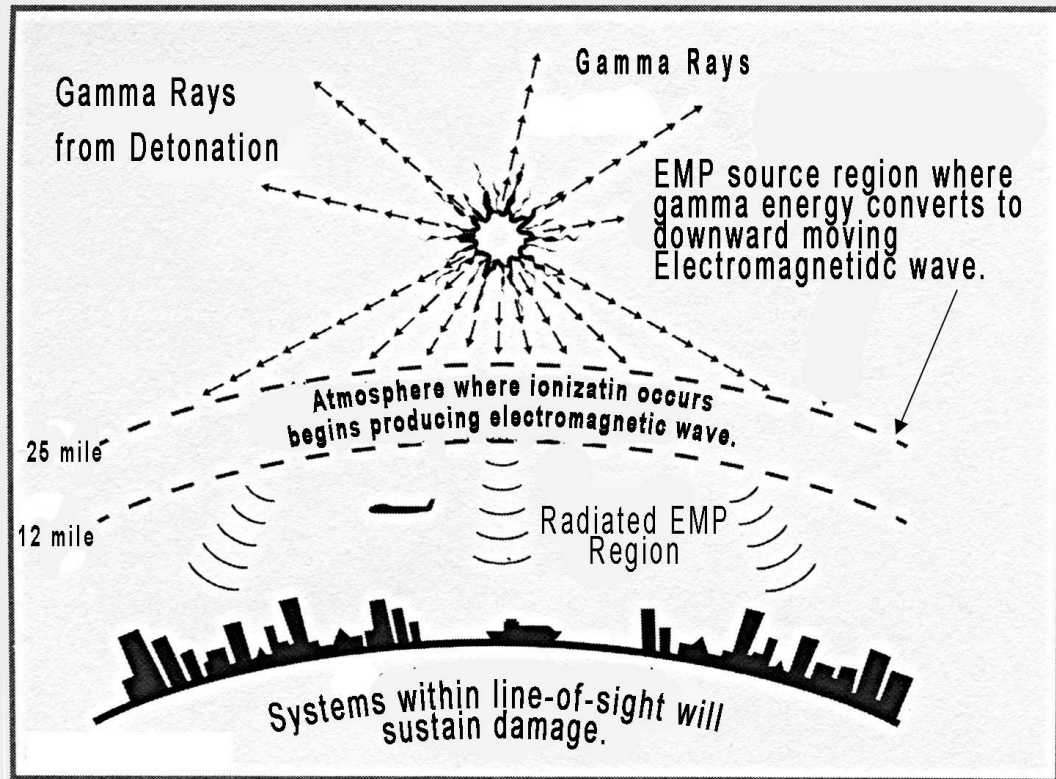 Gamma Rays
from Detonation
Gamma Rays
EMP source region where
gamma energy converts to
downward moving
Electromagnetidc wave.
Atmosphere where ionizatin occurs
begins producing electromagnetic wave.
25 mile
12 mile
Radiated EMP
Region
Systems within line-of-sight will
sustain damage.